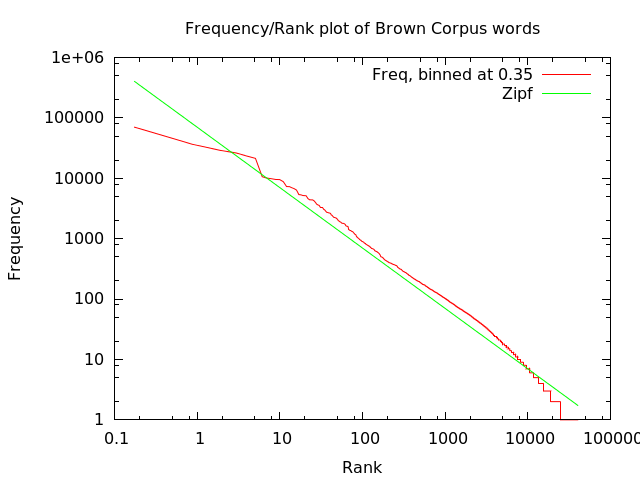 Frequency/Rank plot of Brown Corpus words
Freq, binned at 0.35
Zipf
1e+06
100000
10000
1000
100
10
1
Frequency
0.1 1 10 100 1000 10000 100000
Rank